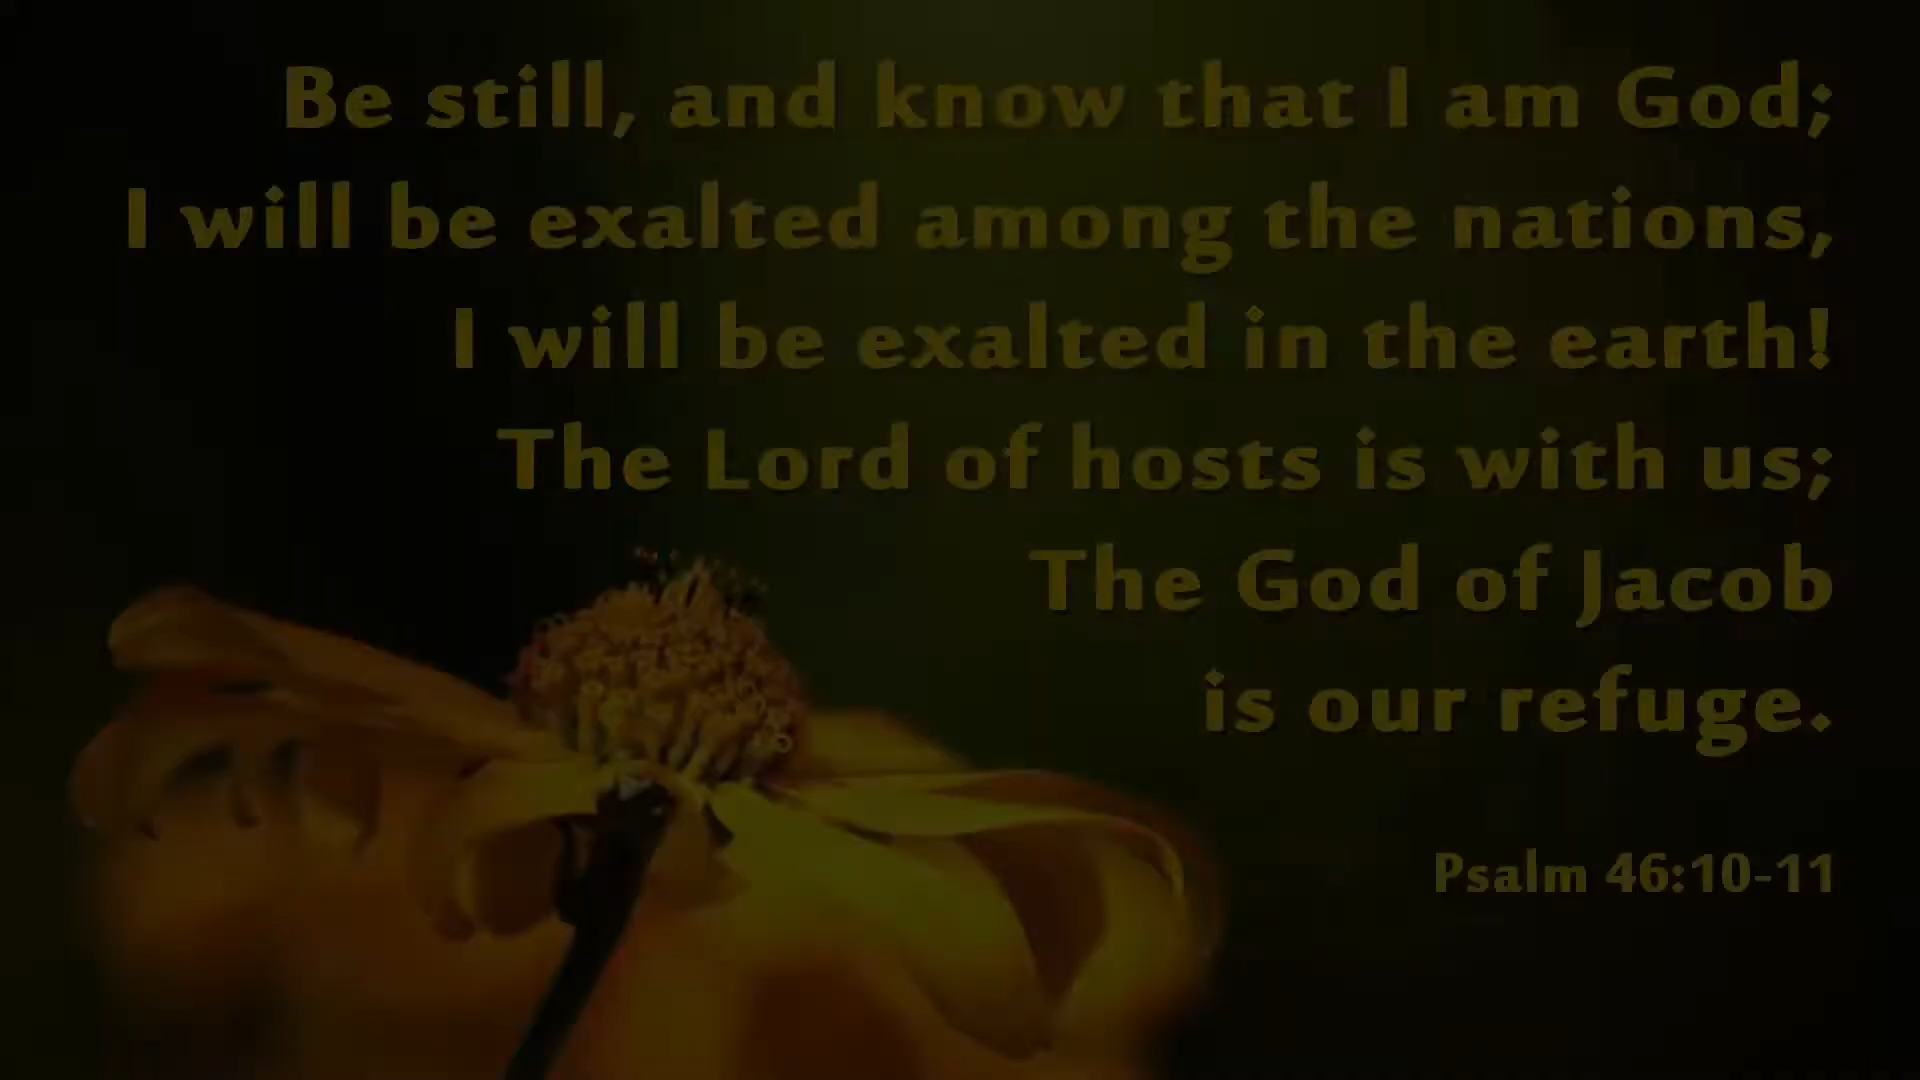 Be still, and know that I am God;
I will be exalted among the nations,
I will be exalted in the earth!
The Lord of hosts is with us;
The God of Jacob
is our refuge.
Psalm 46:10-11